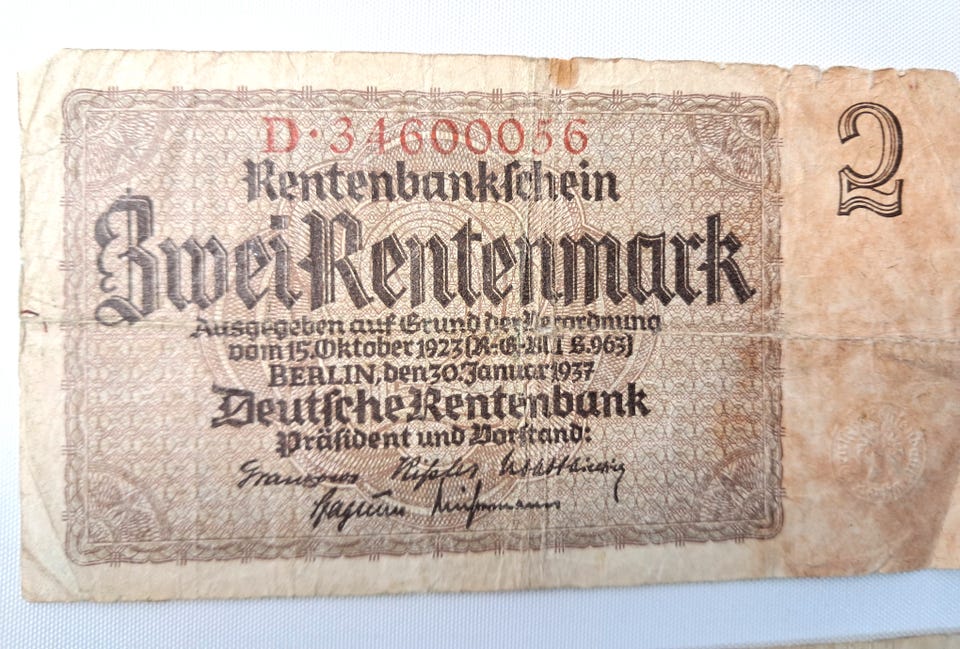 D·34600056
2
Rentenbankschein
Zwei Rentenmark
Ausgegeben auf Grund der Verordnung
vom 15. Oktober 1923 (R-G-Bl I S. 963)
BERLIN, den 30. Januar 1937
Deutsche Rentenbank
Präsident und Vorstand: